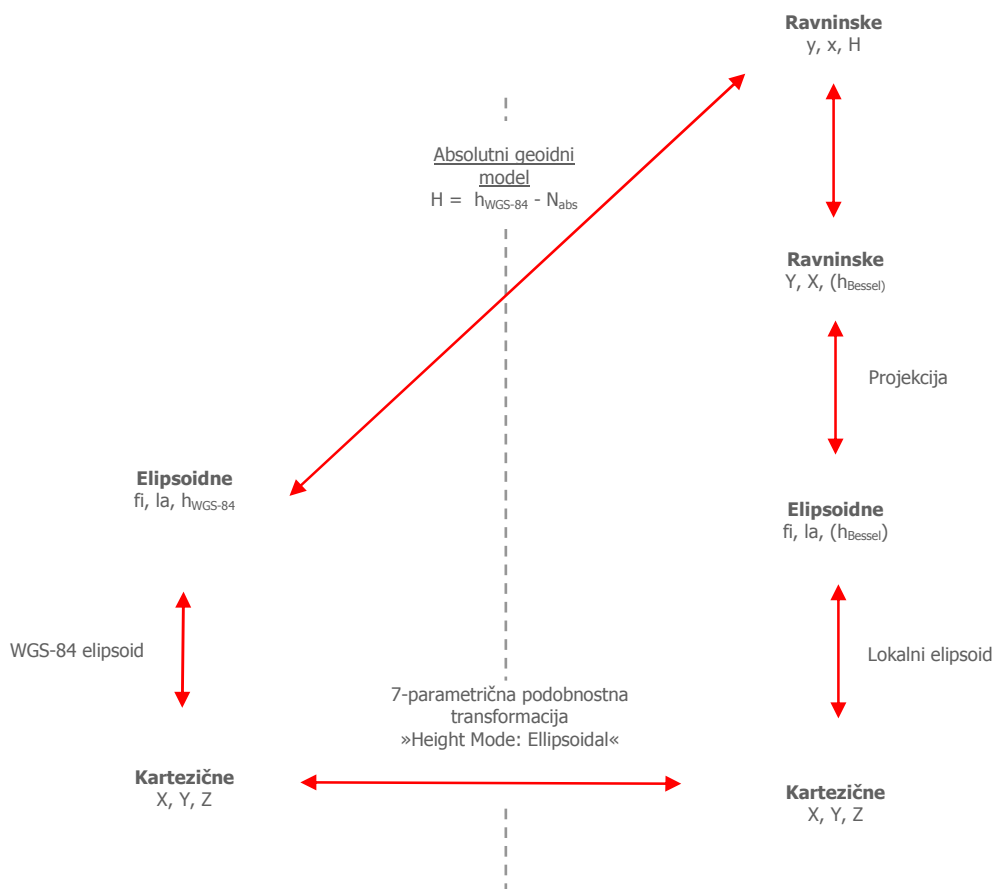 Ravninske
y, x, H
Absolutni geoidni
model
H = hWGS-84 - Nabs
Ravninske
Y, X, (hBessel)
Projekcija
Elipsoidne
fi, la, hWGS-84
Elipsoidne
fi, la, (hBessel)
WGS-84 elipsoid
Lokalni elipsoid
7-parametrična podobnostna
transformacija
»Height Mode: Ellipsoidal«
Kartezične
X, Y, Z
Kartezične
X, Y, Z